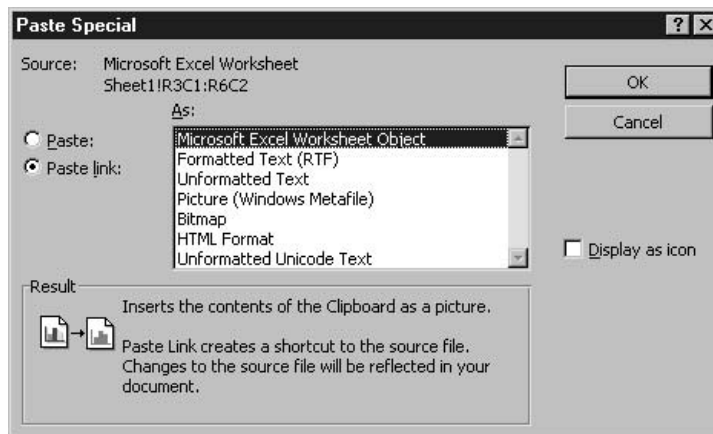 Paste Special
Source: Microsoft Excel Worksheet
Sheet1!R3C1:R6C2
As:
Paste:
Paste link:
Microsoft Excel Worksheet Object
Formatted Text (RTF)
Unformatted Text
Picture (Windows Metafile)
Bitmap
HTML Format
Unformatted Unicode Text
OK
Cancel
Display as icon
Result
Inserts the contents of the Clipboard as a picture.
Paste Link creates a shortcut to the source file.
Changes to the source file will be reflected in your
document.